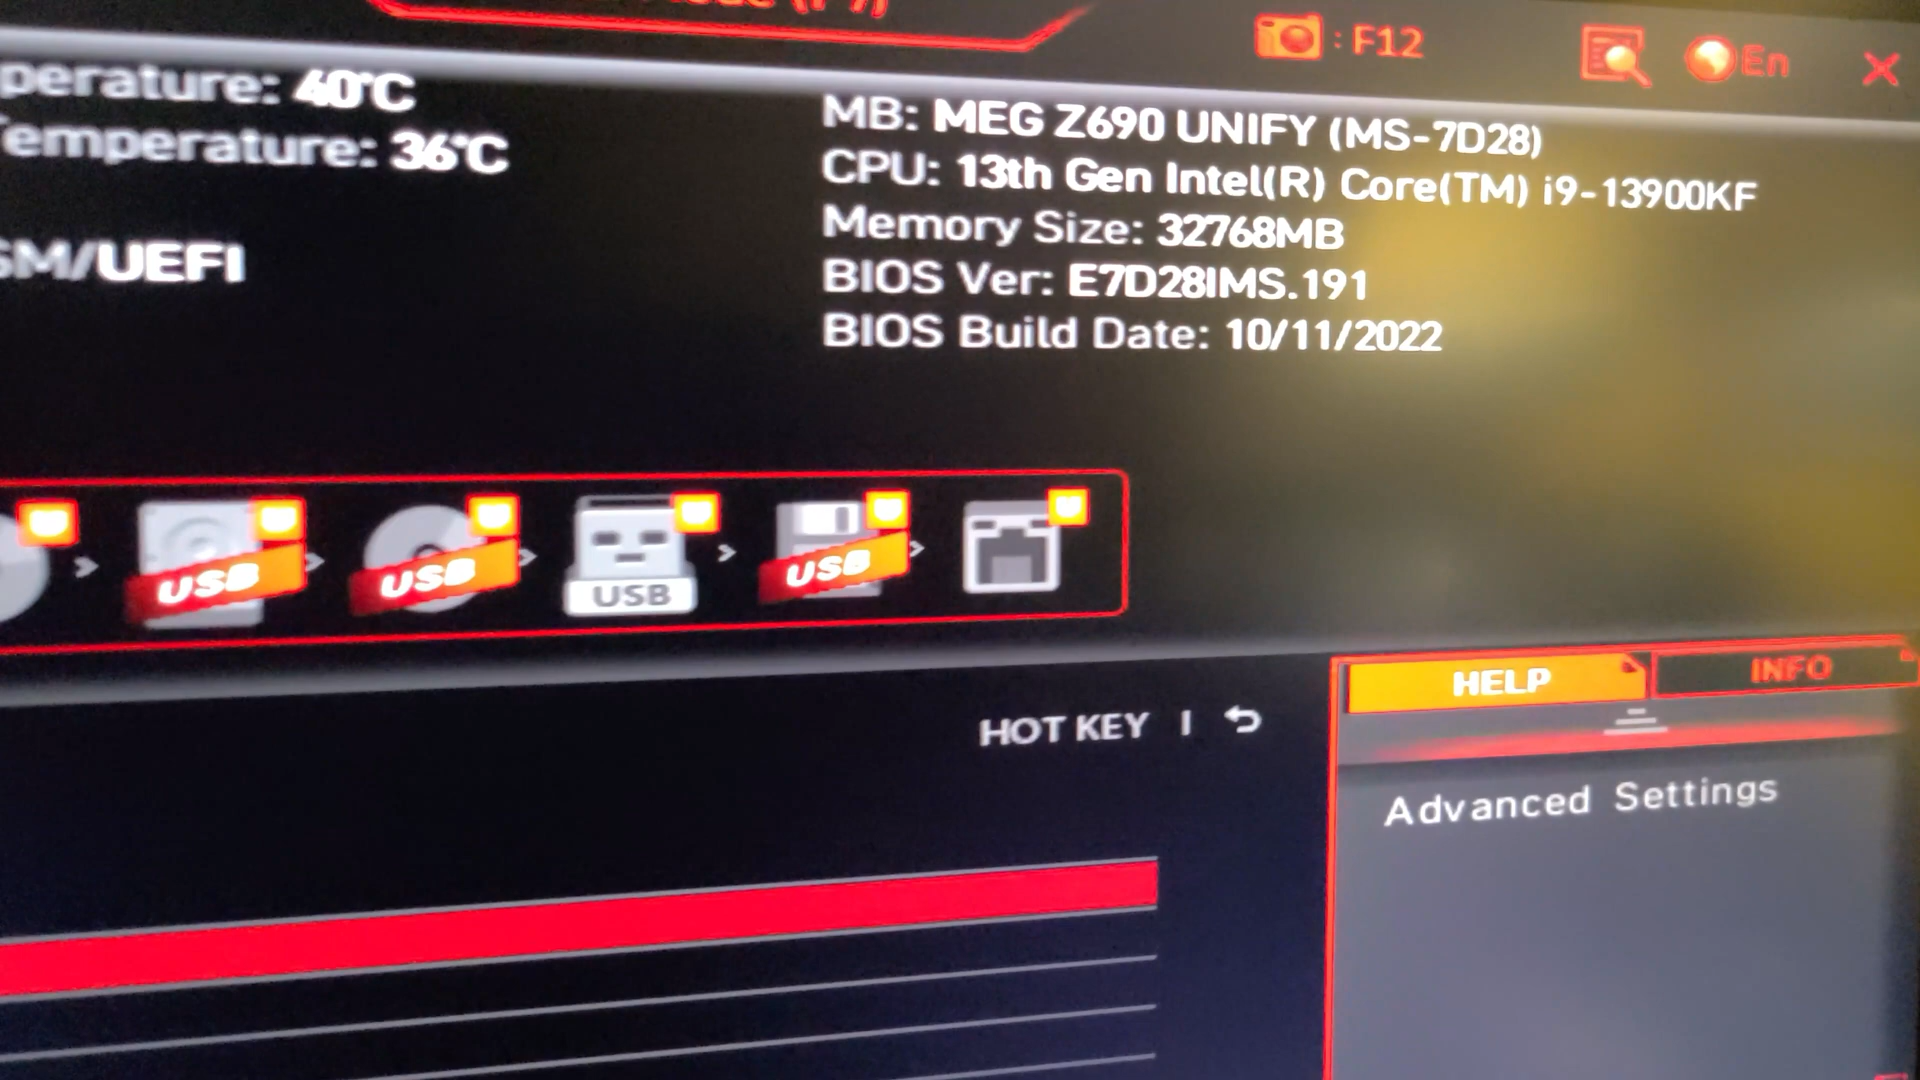 : F12
En
perature: 40°C
Temperature: 36°C
SM/UEFI
MB: MEG Z690 UNIFY (MS-7D28)
CPU: 13th Gen Intel(R) Core(TM) i9-13900KF
Memory Size: 32768MB
BIOS Ver: E7D28IMS.191
BIOS Build Date: 10/11/2022
USB
USB
USB
USB
HOT KEY |
HELP
INFO
Advanced Settings